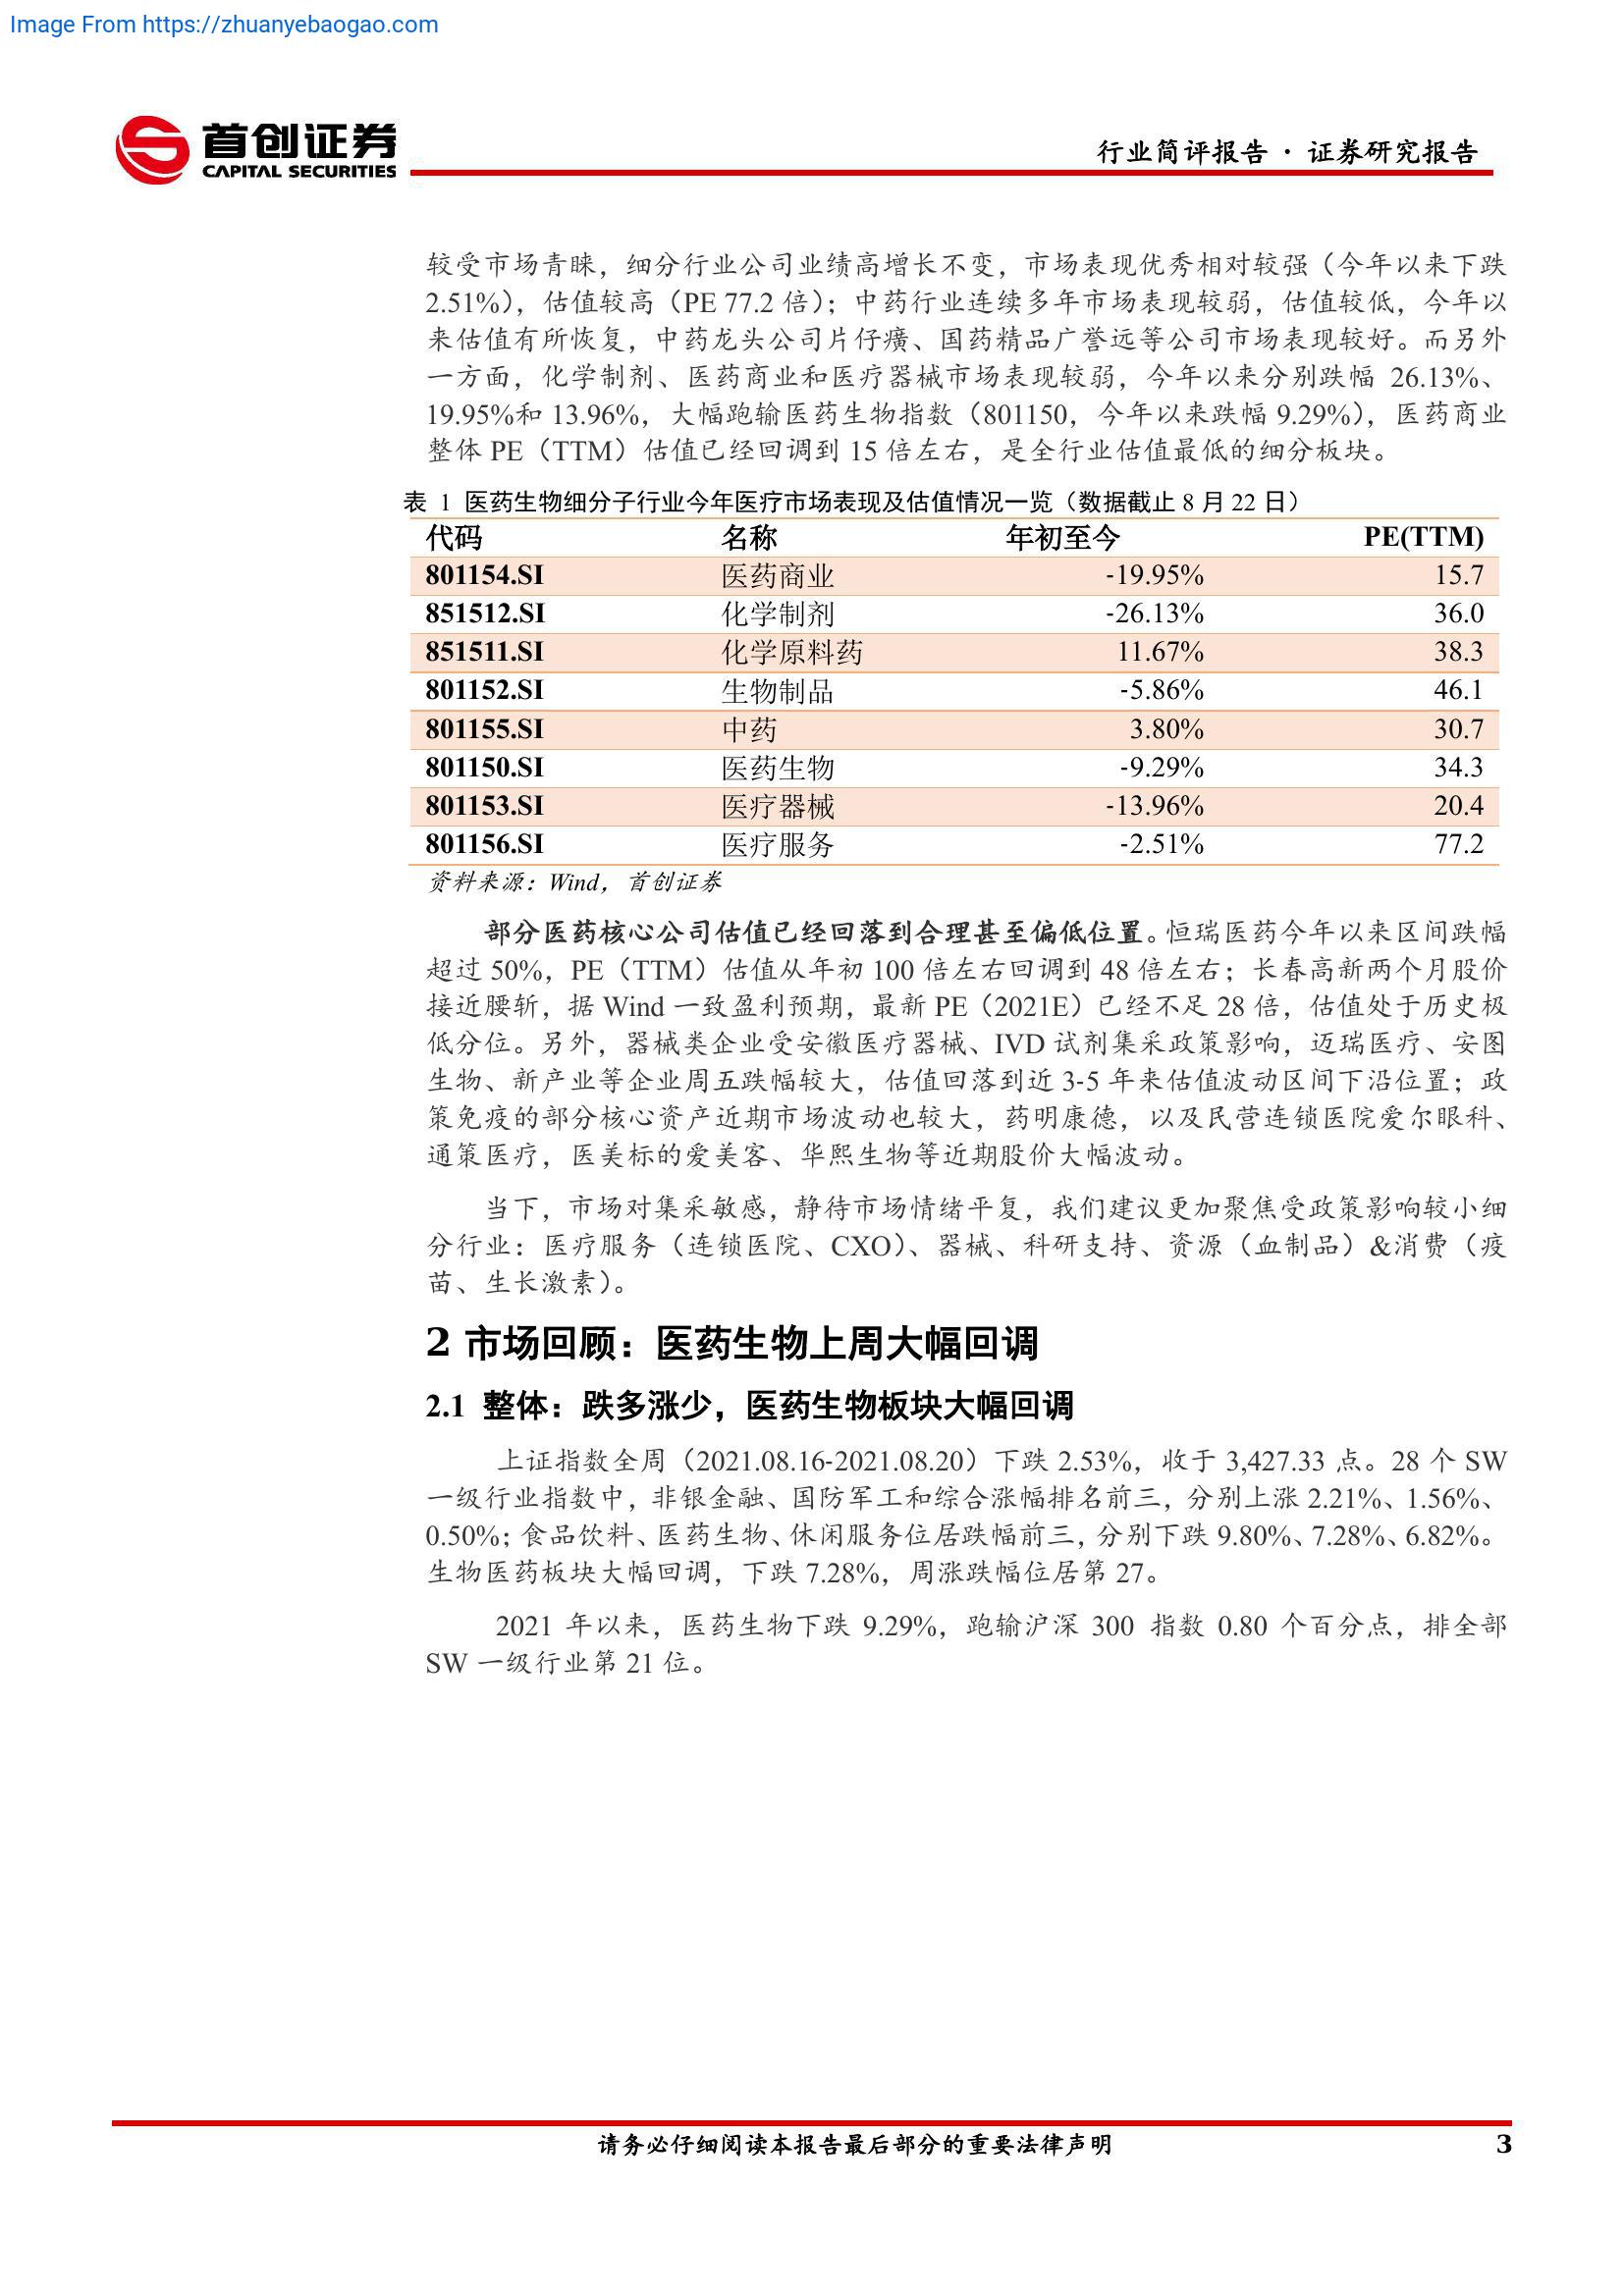 Image From https://zhuanyebaogao.com
首创证券
CAPITAL SECURITIES
行业简评报告 · 证券研究报告
较受市场青睐，细分行业公司业绩高增长不变，市场表现优秀相对较强（今年以来下跌
2.51%），估值较高（PE 77.2 倍）；中药行业连续多年市场表现较弱，估值较低，今年以
来估值有所恢复，中药龙头公司片仔癀、国药精品广誉远等公司市场表现较好。而另外
一方面，化学制剂、医药商业和医疗器械市场表现较弱，今年以来分别跌幅 26.13%、
19.95%和 13.96%，大幅跑输医药生物指数（801150，今年以来跌幅 9.29%），医药商业
整体 PE（TTM）估值已经回调到 15 倍左右，是全行业估值最低的细分板块。
表 1 医药生物细分子行业今年医疗市场表现及估值情况一览（数据截止 8 月 22 日）
代码 名称 年初至今 PE(TTM)
801154.SI 医药商业 -19.95% 15.7
851512.SI 化学制剂 -26.13% 36.0
851511.SI 化学原料药 11.67% 38.3
801152.SI 生物制品 -5.86% 46.1
801155.SI 中药 3.80% 30.7
801150.SI 医药生物 -9.29% 34.3
801153.SI 医疗器械 -13.96% 20.4
801156.SI 医疗服务 -2.51% 77.2
资料来源：Wind，首创证券
部分医药核心公司估值已经回落到合理甚至偏低位置。恒瑞医药今年以来区间跌幅
超过 50%，PE（TTM）估值从年初 100 倍左右回调到 48 倍左右；长春高新两个月股价
接近腰斩，据 Wind 一致盈利预期，最新 PE（2021E）已经不足 28 倍，估值处于历史极
低分位。另外，器械类企业受安徽医疗器械、IVD 试剂集采政策影响，迈瑞医疗、安图
生物、新产业等企业周五跌幅较大，估值回落到近 3-5 年来估值波动区间下沿位置；政
策免疫的部分核心资产近期市场波动也较大，药明康德，以及民营连锁医院爱尔眼科、
通策医疗，医美标的爱美客、华熙生物等近期股价大幅波动。
当下，市场对集采敏感，静待市场情绪平复，我们建议更加聚焦受政策影响较小细
分行业：医疗服务（连锁医院、CXO）、器械、科研支持、资源（血制品）&消费（疫
苗、生长激素）。
2 市场回顾：医药生物上周大幅回调
2.1 整体：跌多涨少，医药生物板块大幅回调
上证指数全周（2021.08.16-2021.08.20）下跌 2.53%，收于 3,427.33 点。28 个 SW
一级行业指数中，非银金融、国防军工和综合涨幅排名前三，分别上涨 2.21%、1.56%、
0.50%；食品饮料、医药生物、休闲服务位居跌幅前三，分别下跌 9.80%、7.28%、6.82%。
生物医药板块大幅回调，下跌 7.28%，周涨跌幅位居第 27。
2021 年以来，医药生物下跌 9.29%，跑输沪深 300 指数 0.80 个百分点，排全部
SW 一级行业第 21 位。
请务必仔细阅读本报告最后部分的重要法律声明 3